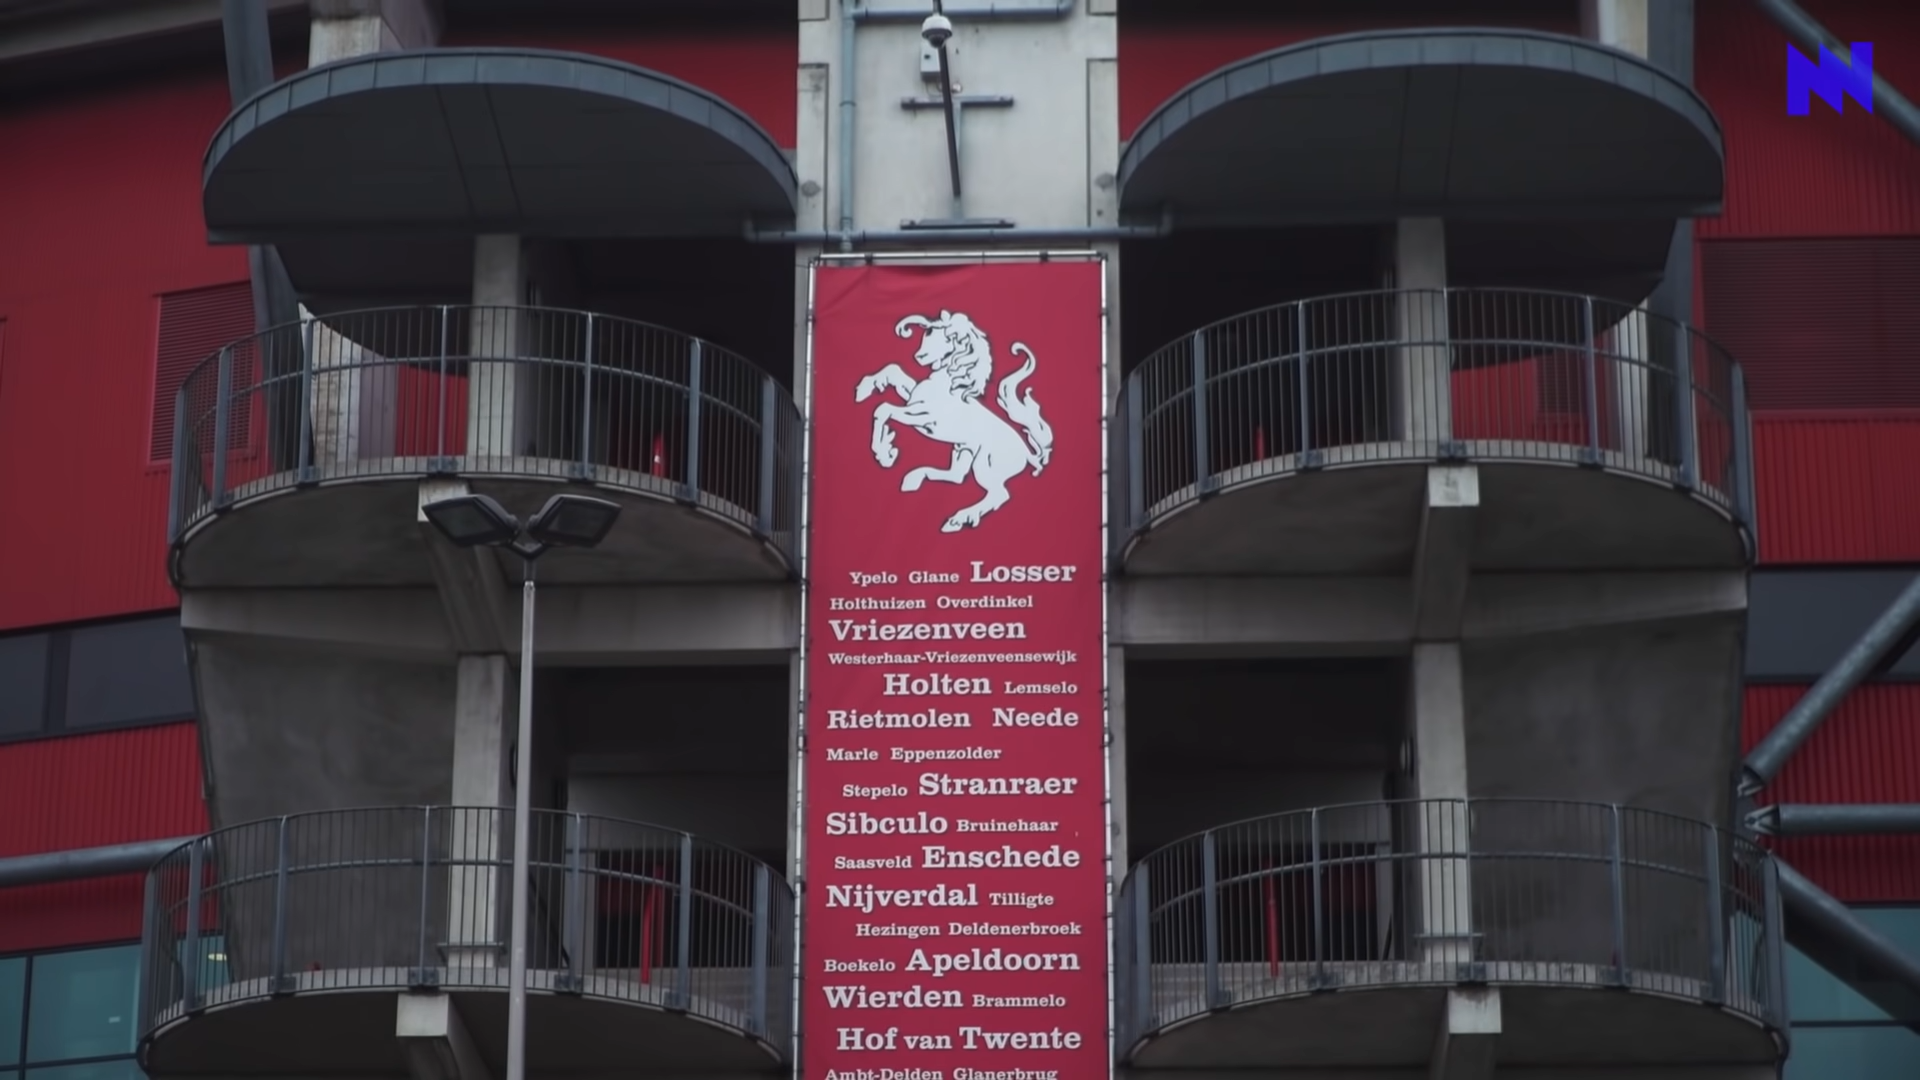 Ypelo Glane Losser
Holthuizen Overdinkel
Vriezenveen
Westerhaar-Vriezenveensewijk
Holten Lemselo
Rietmolen Neede
Marle Eppenzolder
Stepelo Stranraer
Sibculo Bruinehaar
Saasveld Enschede
Nijverdal Tilligte
Hezingen Deldenerbroek
Boekelo Apeldoorn
Wierden Brammelo
Hof van Twente
Ambt-Delden Glanerbrug